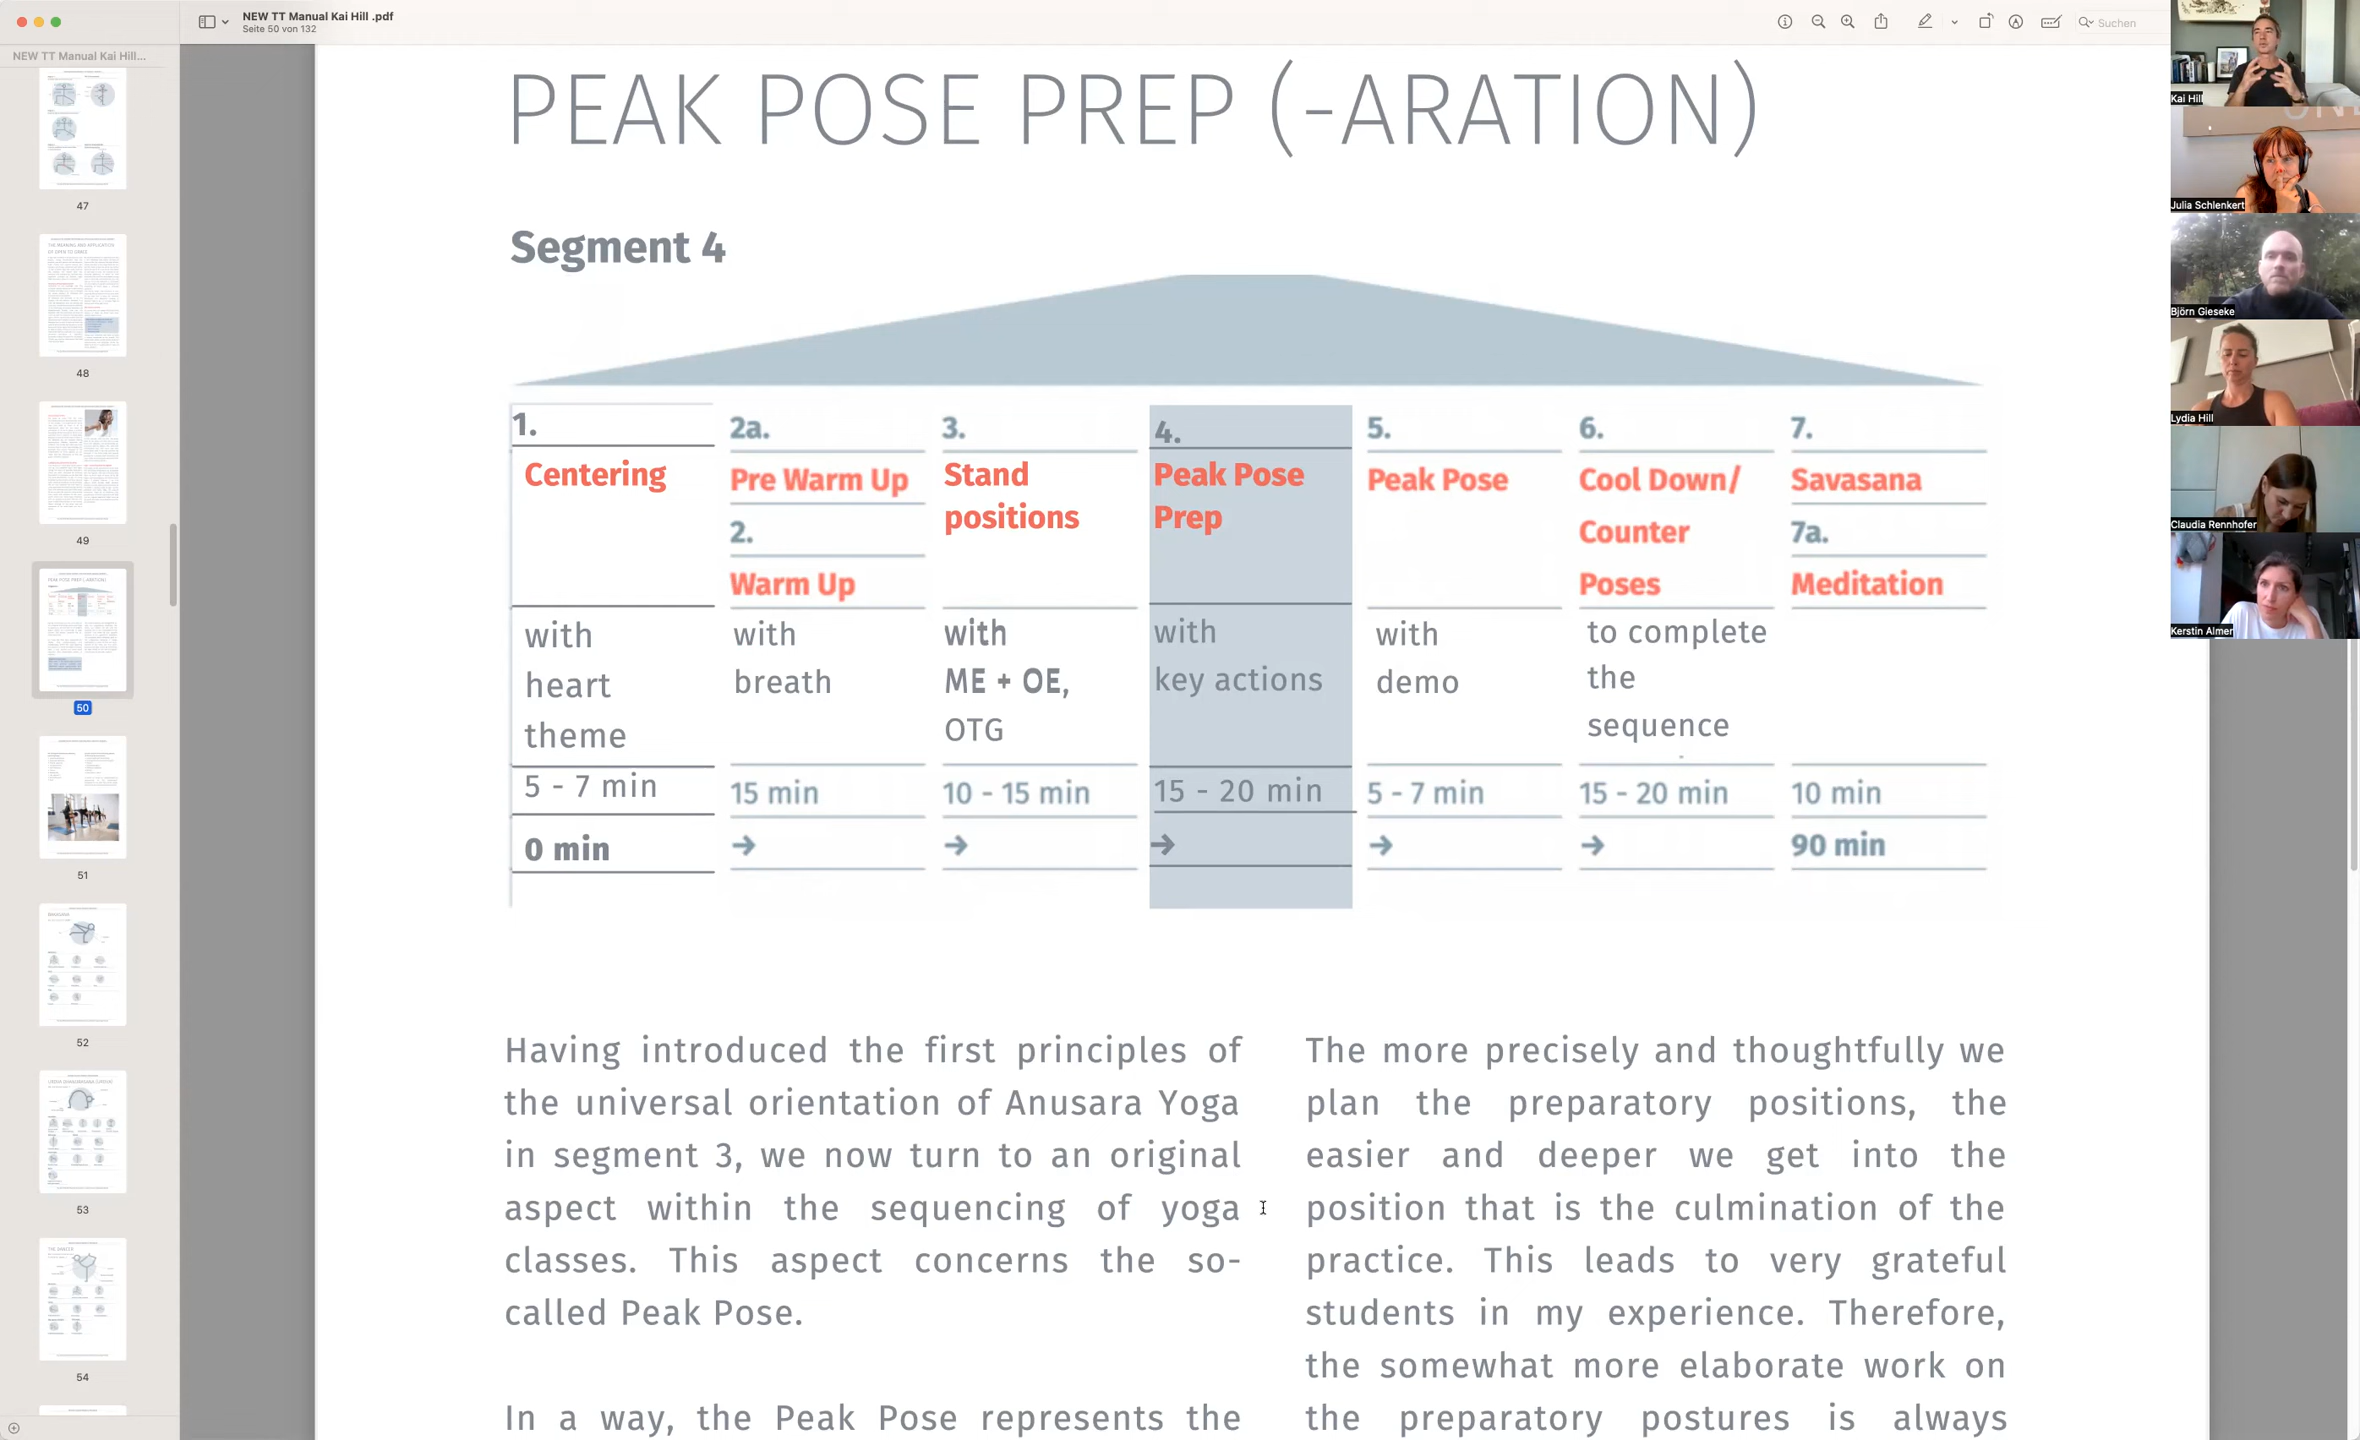 NEW TT Manual Kai Hill .pdf
Seite 50 von 132
Suchen
NEW TT Manual Kai Hill...
47
48
49
50
51
52
53
54
PEAK POSE PREP (-ARATION)
Segment 4
1.
Centering
with
heart
theme
5 - 7 min
0 min
2a.
Pre Warm Up
2.
Warm Up
with
breath
15 min
→
3.
Stand
positions
with
ME + OE,
OTG
10 - 15 min
→
4.
Peak Pose
Prep
with
key actions
15 - 20 min
→
5.
Peak Pose
with
demo
5 - 7 min
→
6.
Cool Down/
Counter
Poses
to complete
the
sequence
15 - 20 min
→
7.
Savasana
7a.
Meditation
10 min
90 min
Having introduced the first principles of
the universal orientation of Anusara Yoga
in segment 3, we now turn to an original
aspect within the sequencing of yoga
classes. This aspect concerns the so-
called Peak Pose.
In a way, the Peak Pose represents the
The more precisely and thoughtfully we
plan the preparatory positions, the
easier and deeper we get into the
position that is the culmination of the
practice. This leads to very grateful
students in my experience. Therefore,
the somewhat more elaborate work on
the preparatory postures is always
Kai Hill
Julia Schlenkert
Björn Gieseke
Lydia Hill
Claudia Rennhofer
Kerstin Almer